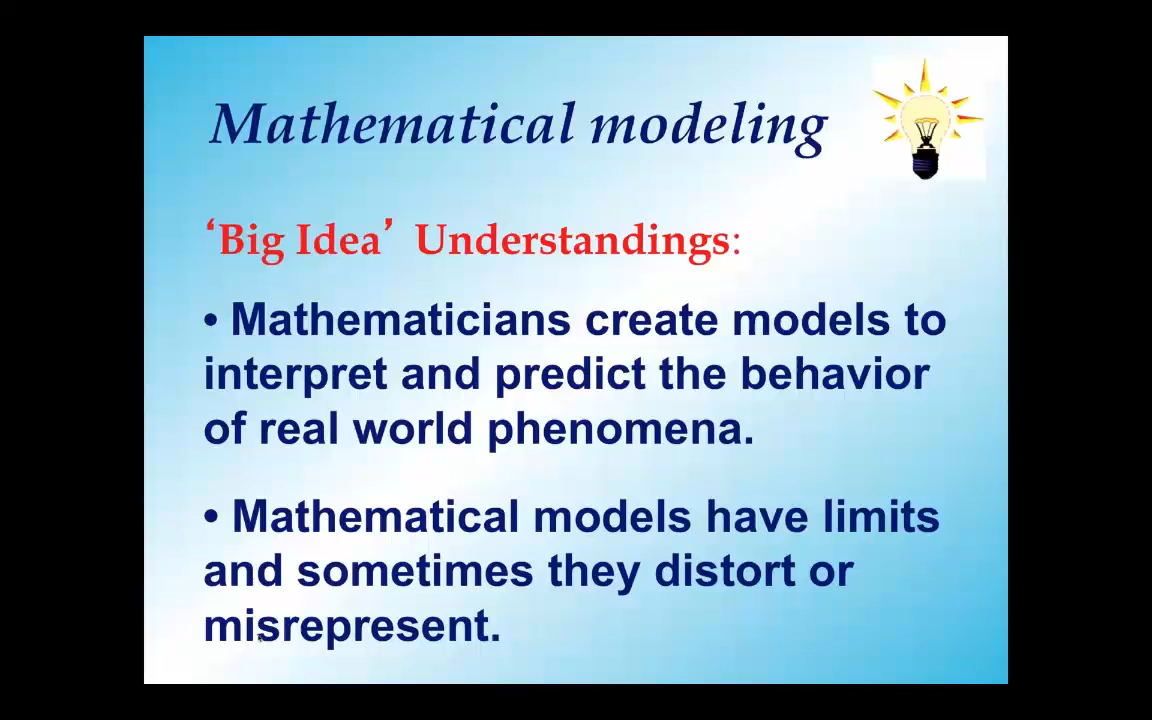 Mathematical modeling
‘Big Idea’ Understandings:
• Mathematicians create models to
interpret and predict the behavior
of real world phenomena.
• Mathematical models have limits
and sometimes they distort or
misrepresent.